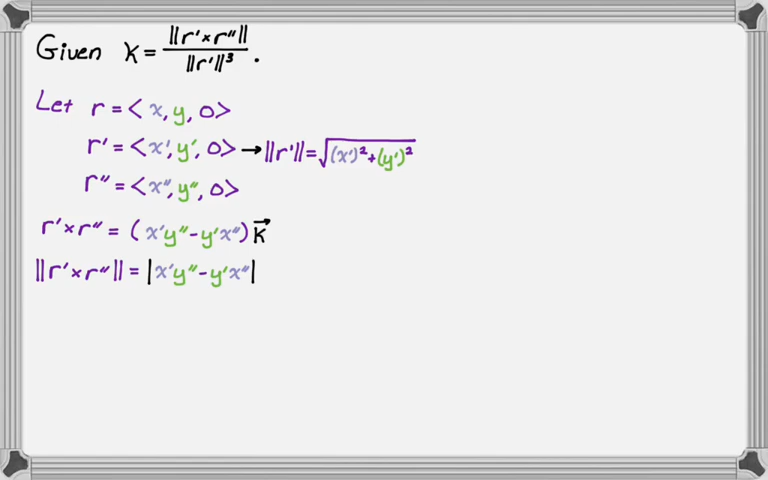 Given K = ||r'×r''|| / ||r'||³ .
Let r = <x, y, 0>
r' = <x', y', 0> → ||r'|| = √(x')²+(y')²
r'' = <x'', y'', 0>
r'×r'' = (x'y''-y'x'') k⃗
||r'×r''|| = |x'y''-y'x''|